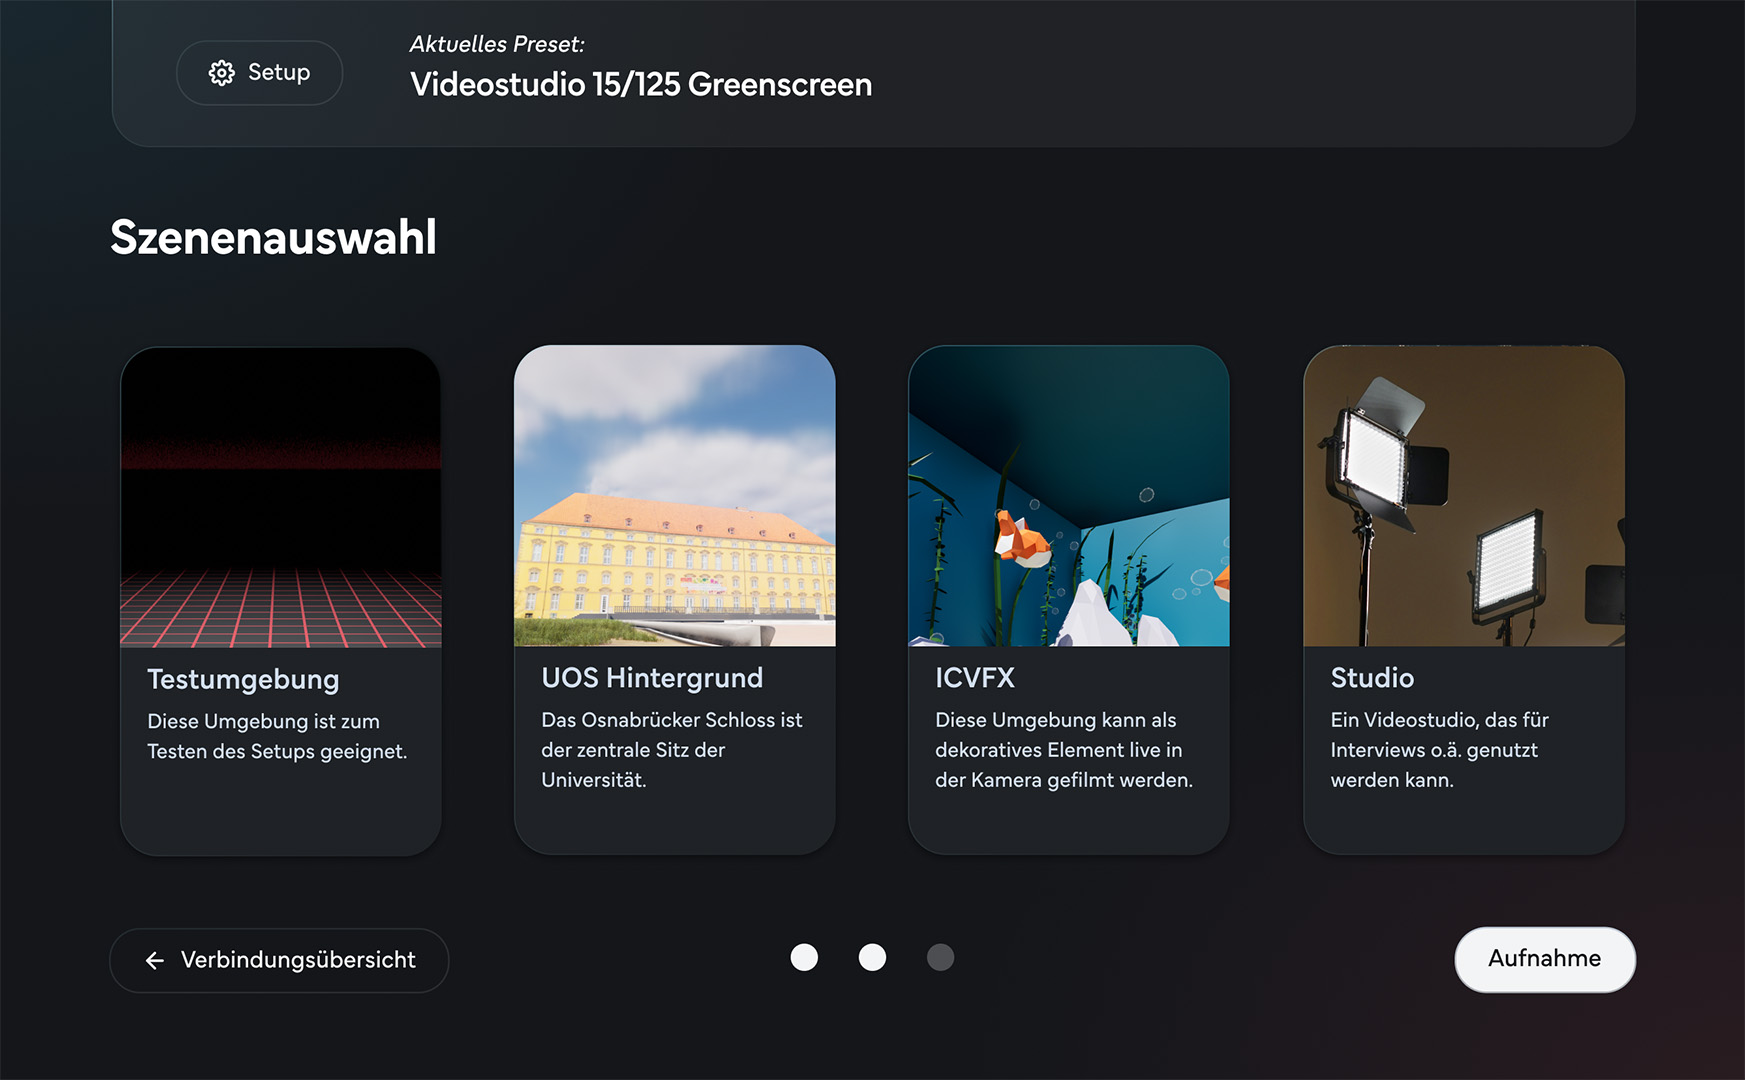 Aktuelles Preset:
Setup
Videostudio 15/125 Greenscreen
Szenenauswahl
Testumgebung
Diese Umgebung ist zum
Testen des Setups geeignet.
UOS Hintergrund
Das Osnabrücker Schloss ist
der zentrale Sitz der
Universität.
ICVFX
Diese Umgebung kann als
dekoratives Element live in
der Kamera gefilmt werden.
Studio
Ein Videostudio, das für
Interviews o.ä. genutzt
werden kann.
Verbindungsübersicht
Aufnahme